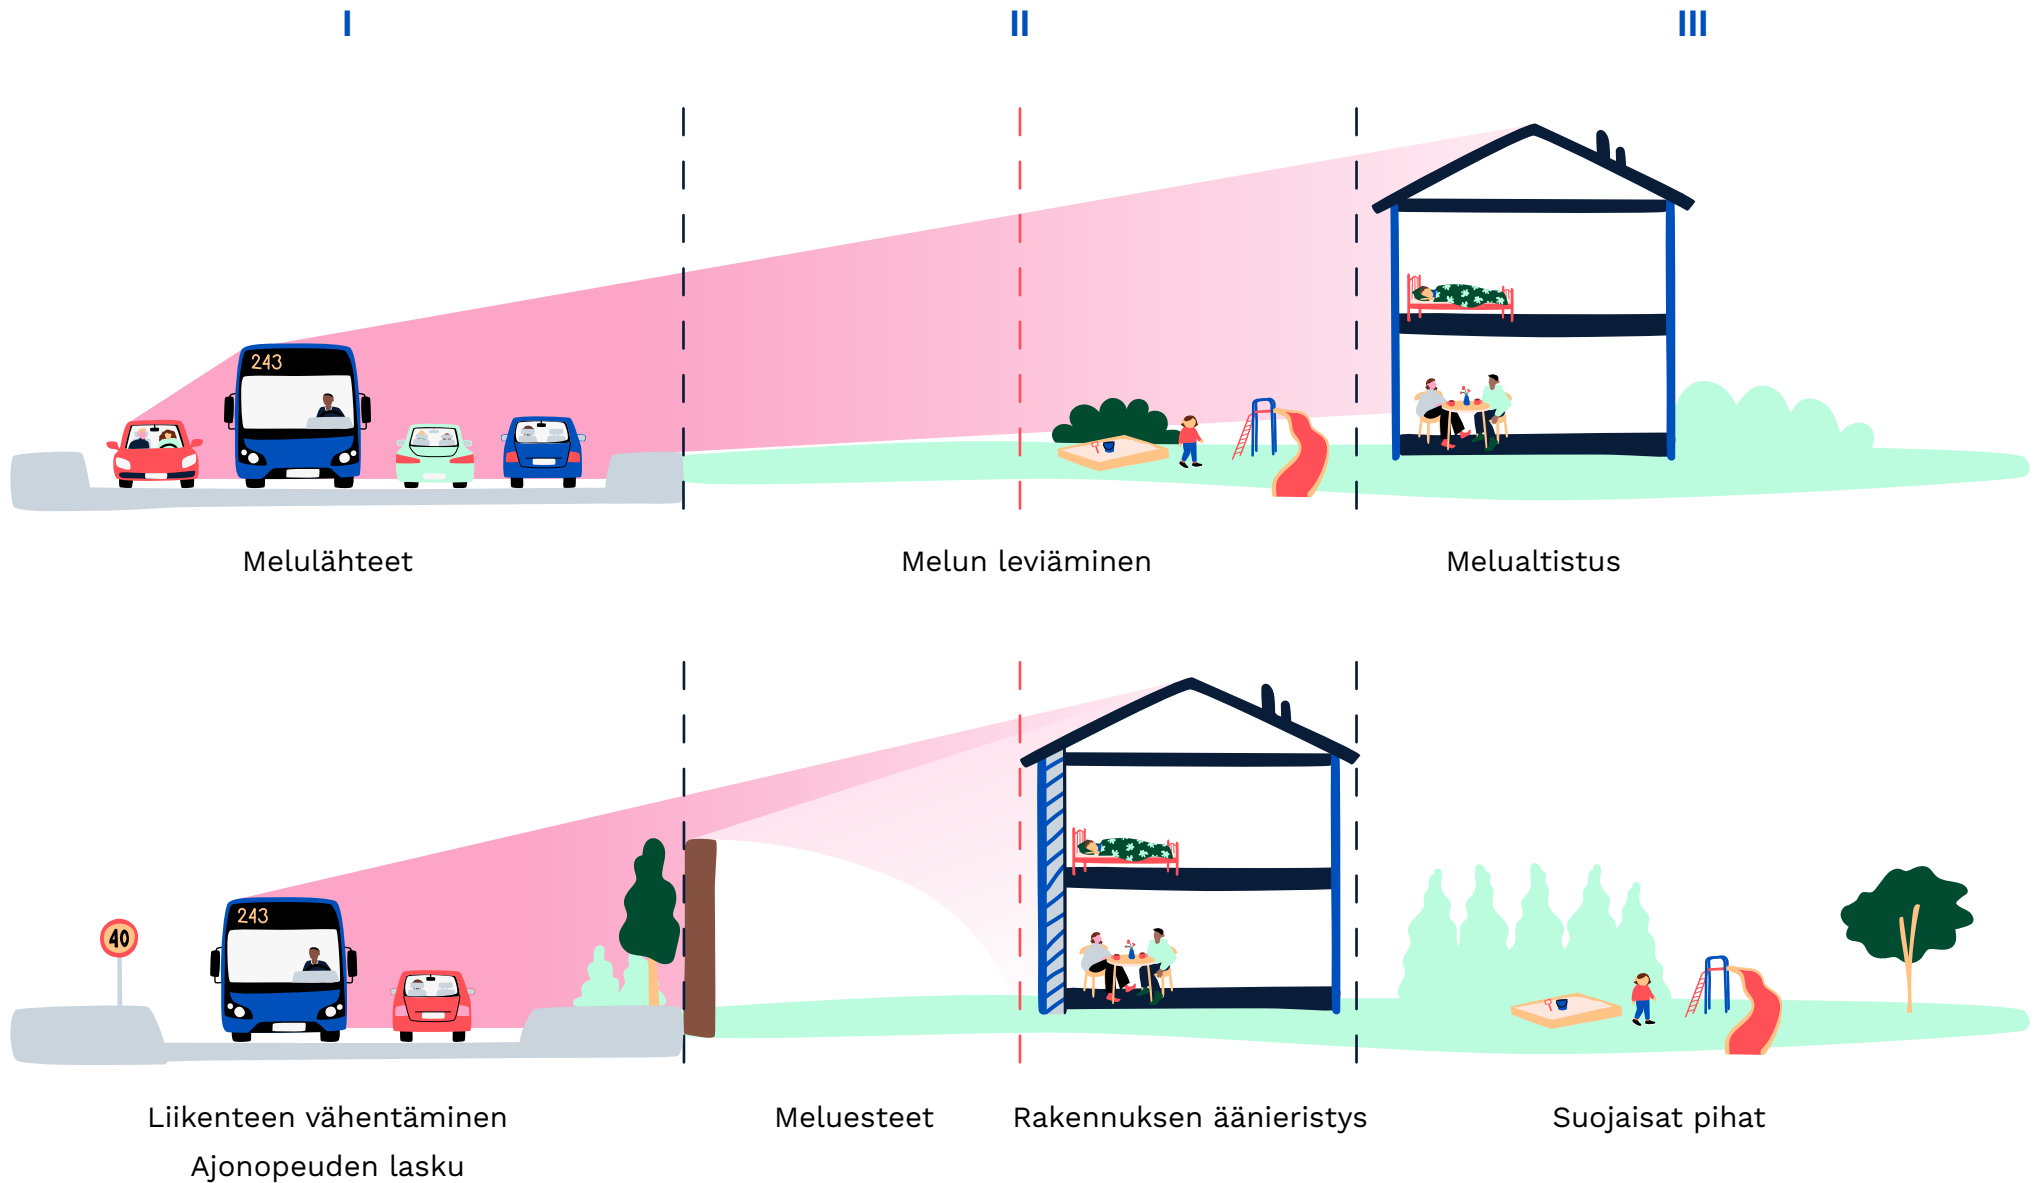 I
II
III
243
Melulähteet
Melun leviäminen
Melualtistus
40
243
Liikenteen vähentäminen
Ajonopeuden lasku
Meluesteet
Rakennuksen äänieristys
Suojaisat pihat